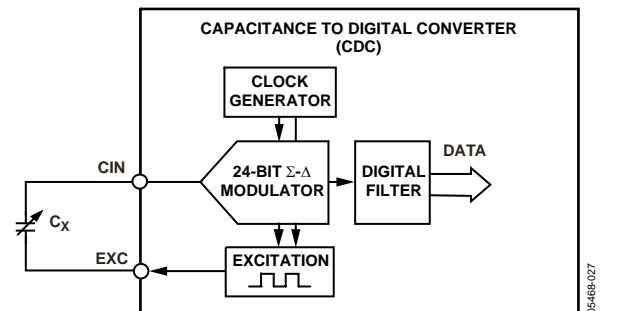 CAPACITANCE TO DIGITAL CONVERTER
(CDC)
CLOCK
GENERATOR
CIN
24-BIT Σ-Δ
MODULATOR
DIGITAL
FILTER
DATA
CX
EXC
EXCITATION
05468-027